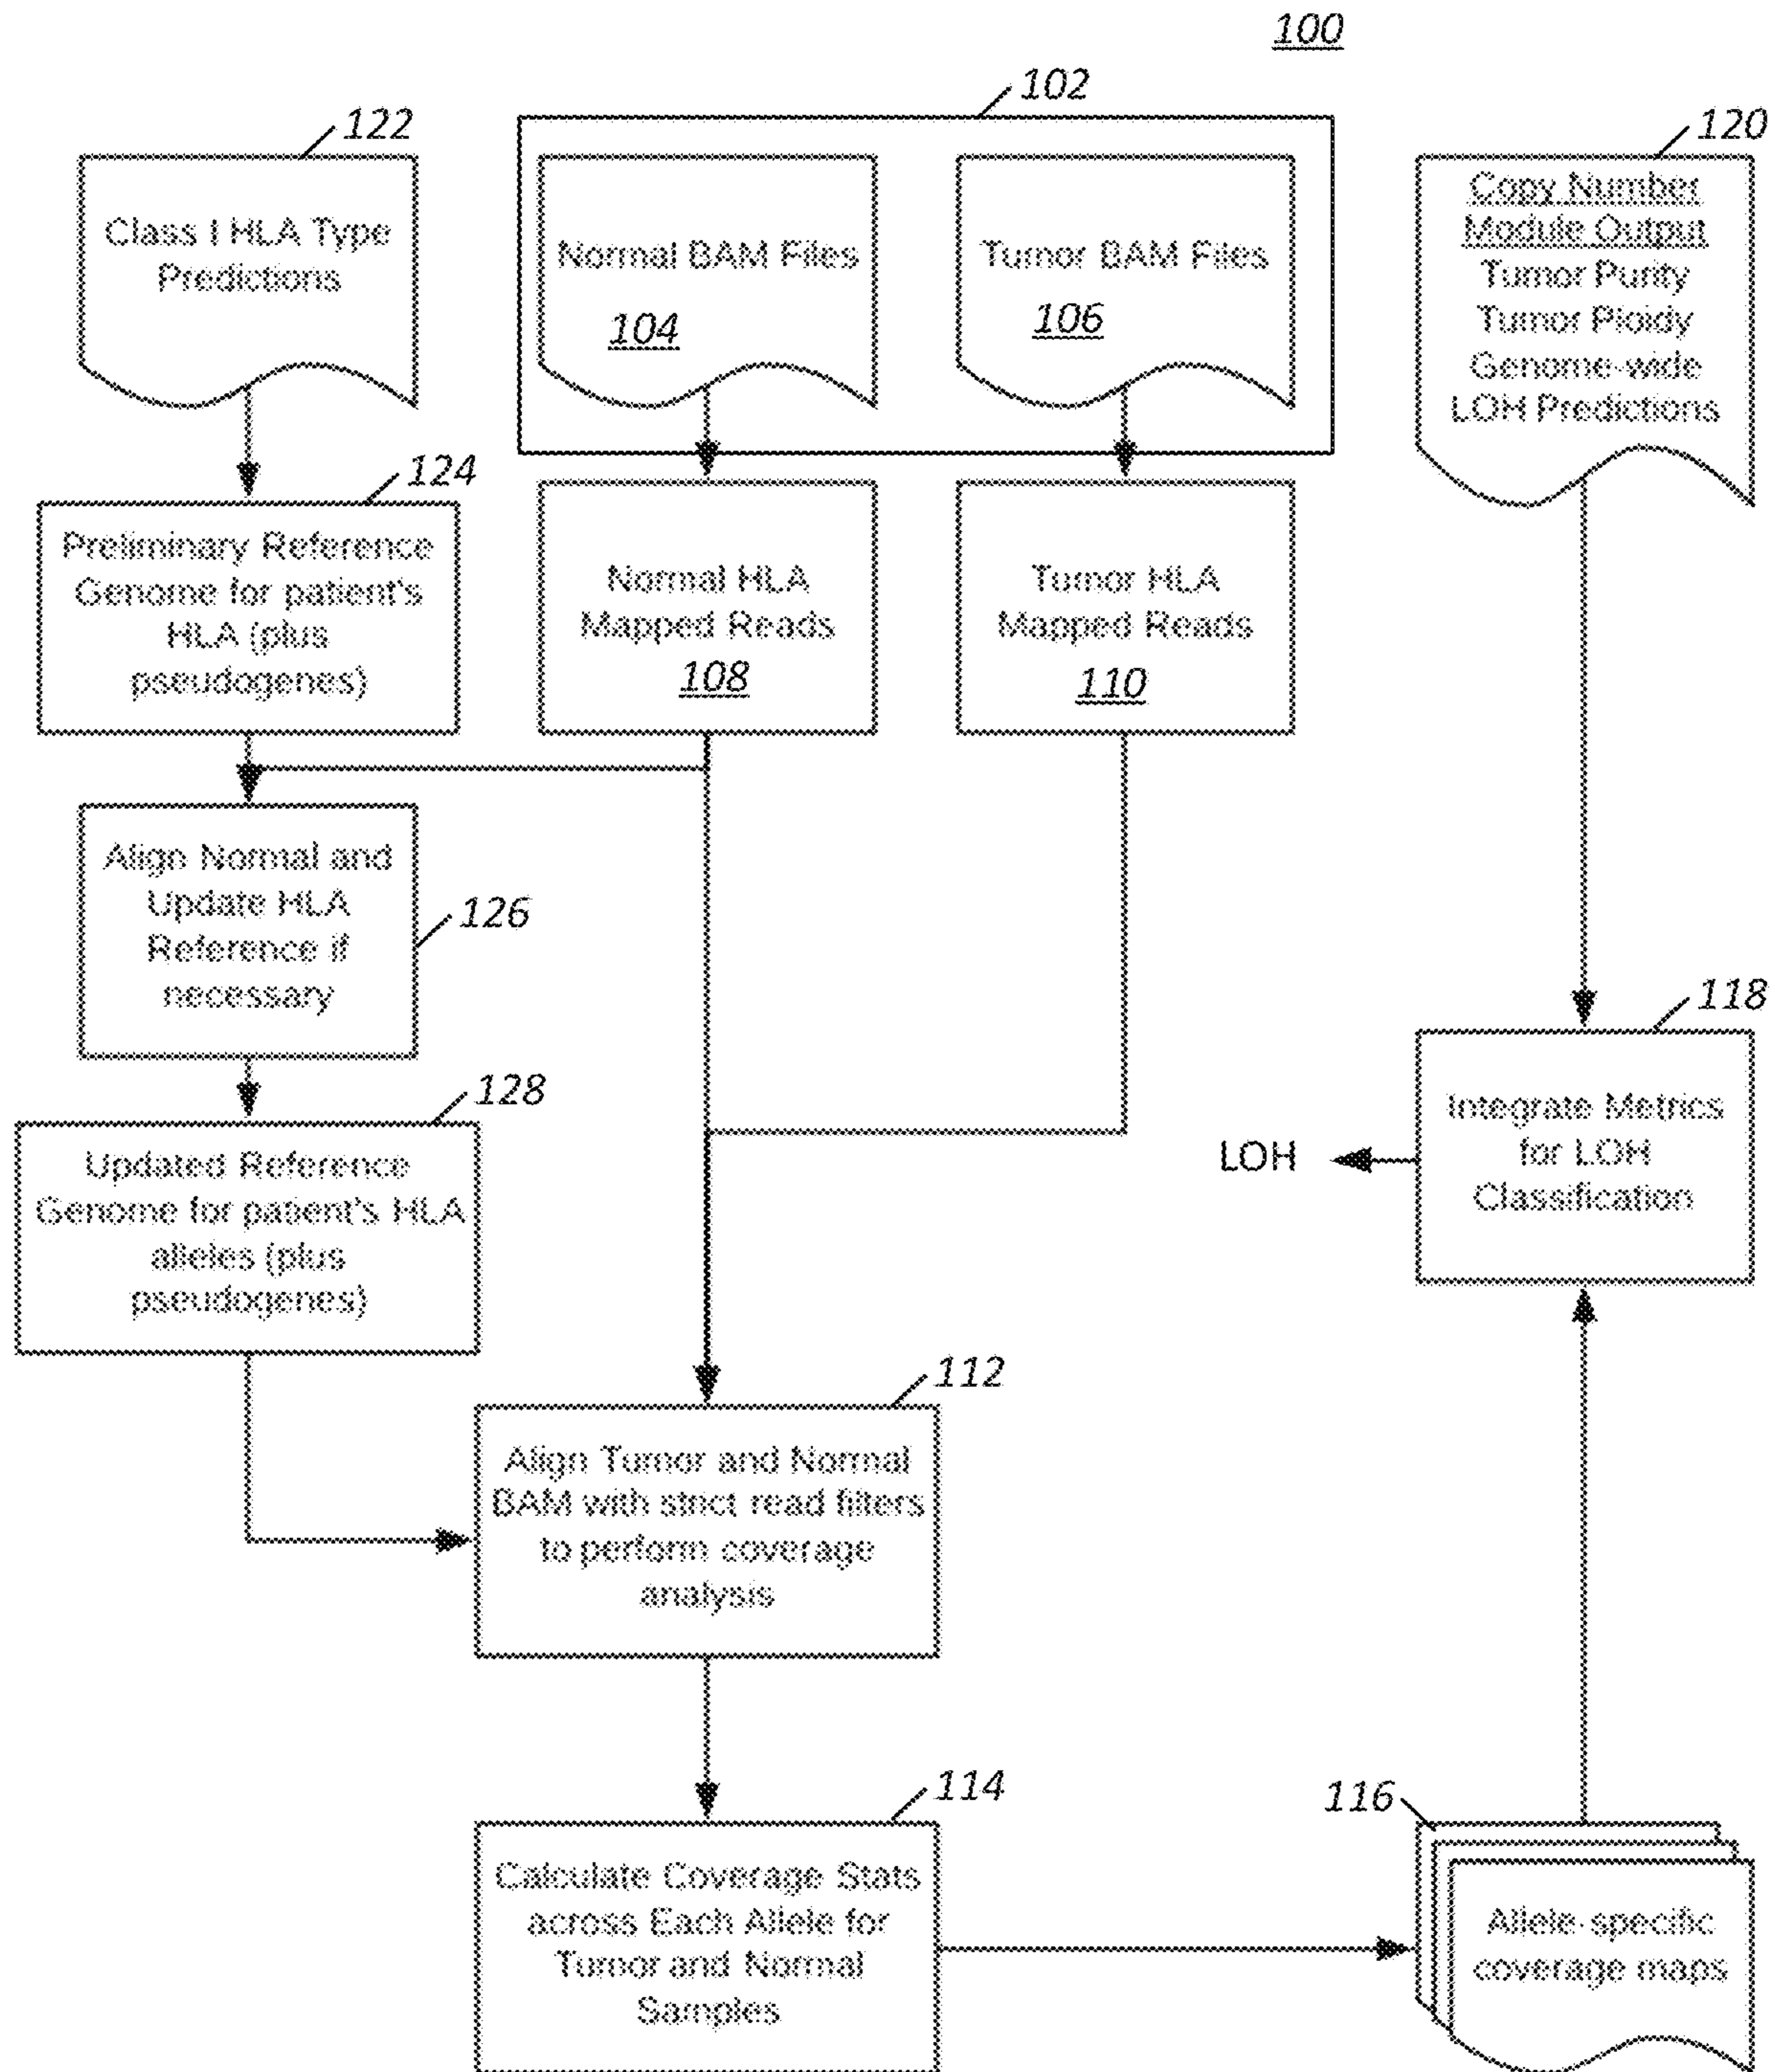 100
102
122
120
Class I HLA Type
Predictions
Normal BAM Files
104
Tumor BAM Files
106
Copy Number
Module Output
Tumor Purity
Tumor Ploidy
Genome-wide
LOH Predictions
124
Preliminary Reference
Genome for patient's
HLA (plus
pseudogenes)
Normal HLA
Mapped Reads
108
Tumor HLA
Mapped Reads
110
Align Normal and
Update HLA
Reference if
necessary
126
118
Integrate Metrics
for LOH
Classification
LOH
128
Updated Reference
Genome for patient's HLA
alleles (plus
pseudogenes)
112
Align Tumor and Normal
BAM with strict read filters
to perform coverage
analysis
114
Calculate Coverage Stats
across Each Allele for
Tumor and Normal
Samples
116
Allele-specific
coverage maps